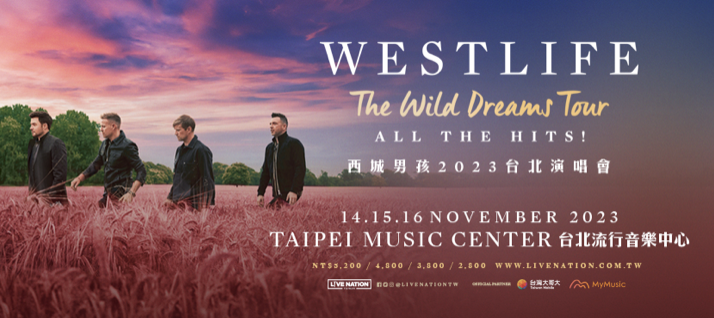 WESTLIFE
The Wild Dreams Tour
ALL THE HITS!
西城男孩2023台北演唱會
14.15.16 NOVEMBER 2023
TAIPEI MUSIC CENTER 台北流行音樂中心
NT$5,200 / 4,800 / 3,800 / 2,800 WWW.LIVENATION.COM.TW
LIVE NATION @LIVENATIONTW OFFICIAL PARTNER 台灣大哥大 Taiwan Mobile MyMusic